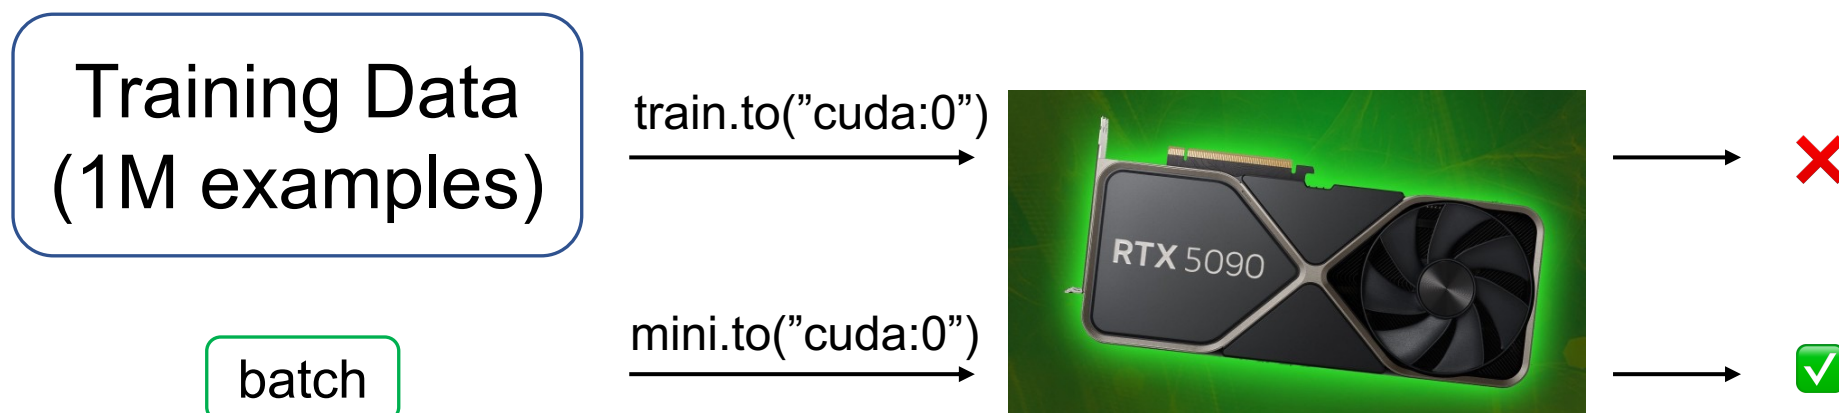 Training Data
(1M examples)
train.to(”cuda:0”)
RTX 5090
mini.to(”cuda:0”)
batch